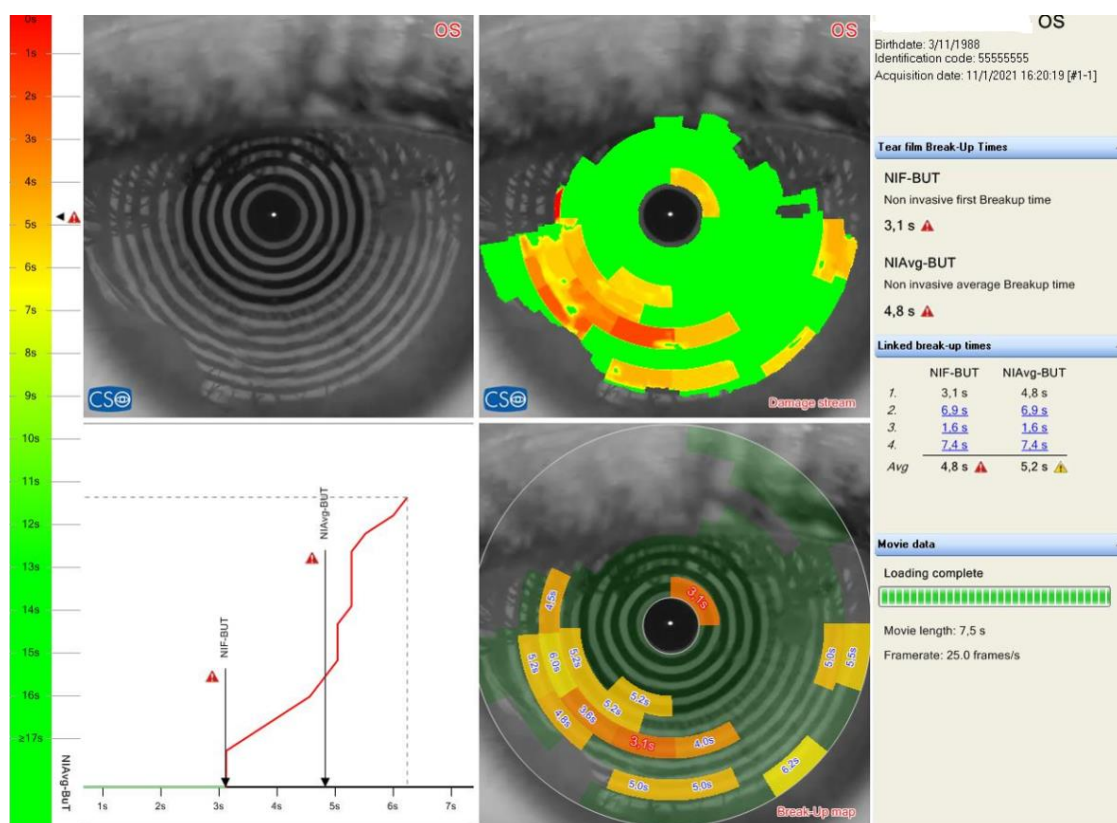 0s
1s
2s
3s
4s
5s
6s
7s
8s
9s
10s
11s
12s
13s
14s
15s
16s
≥17s
NIAvg-BuT
OS
CSO
OS
CSO
Damage stream
NIF-BUT
NIAvg-BUT
1s
2s
3s
4s
5s
6s
7s
3,1s
4,5s
5,2s
6,0s
5,2s
5,2s
5,2s
4,8s
3,6s
3,1s
4,0s
5,0s
5,0s
6,2s
5,0s
5,5s
Break-Up map
OS
Birthdate: 3/11/1988
Identification code: 55555555
Acquisition date: 11/1/2021 16:20:19 [#1-1]
Tear film Break-Up Times
NIF-BUT
Non invasive first Breakup time
3,1 s
NIAvg-BUT
Non invasive average Breakup time
4,8 s
Linked break-up times
NIF-BUT NIAvg-BUT
1. 3,1 s 4,8 s
2. 6,9 s 6,9 s
3. 1,6 s 1,6 s
4. 7,4 s 7,4 s
Avg 4,8 s 5,2 s
Movie data
Loading complete
Movie length: 7,5 s
Framerate: 25.0 frames/s